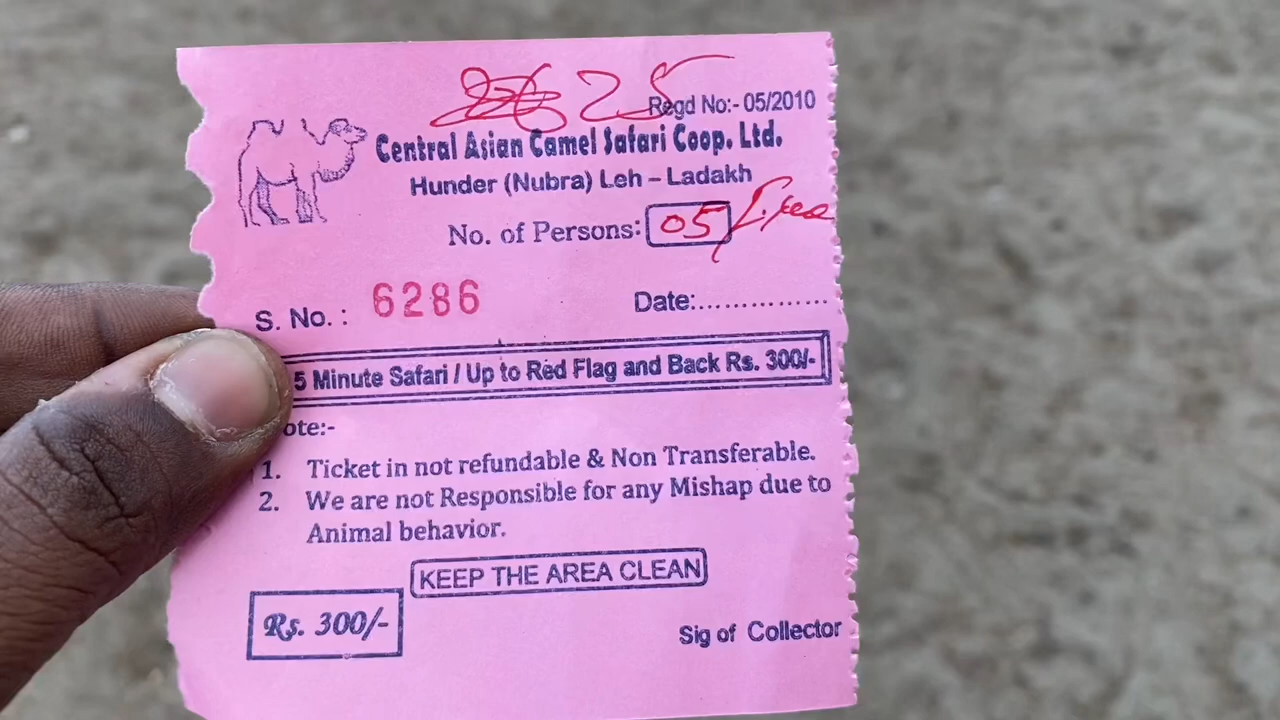 25
Regd No:- 05/2010
Central Asian Camel Safari Coop. Ltd.
Hunder (Nubra) Leh – Ladakh
No. of Persons: 05
S. No. : 6286
Date:...............
5 Minute Safari / Up to Red Flag and Back Rs. 300/-
ote:-
1. Ticket in not refundable & Non Transferable.
2. We are not Responsible for any Mishap due to
Animal behavior.
KEEP THE AREA CLEAN
Rs. 300/-
Sig of Collector